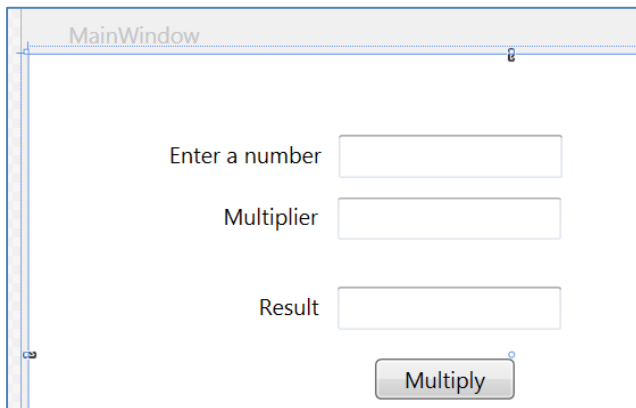 MainWindow
Enter a number
Multiplier
Result
Multiply